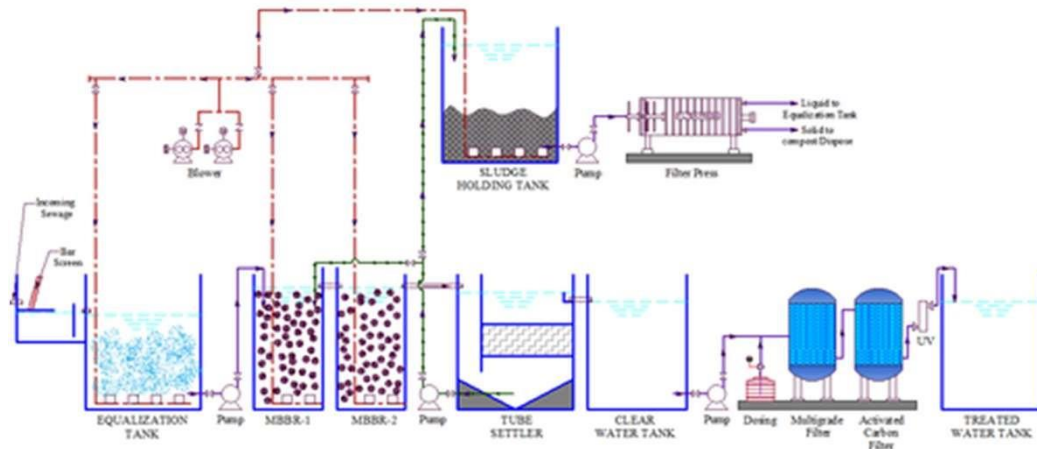 Liquid to
Equalization Tank
Solid to
compost Dispose
Blower
Pump
Filter Press
SLUDGE
HOLDING TANK
Incoming
Sewage
Bar
Screen
UV
EQUALIZATION
TANK
Pump
MBBR-1
MBBR-2
Pump
TUBE
SETTLER
CLEAR
WATER TANK
Pump
Dosing
Multigrade
Filter
Activated
Carbon
Filter
TREATED
WATER TANK